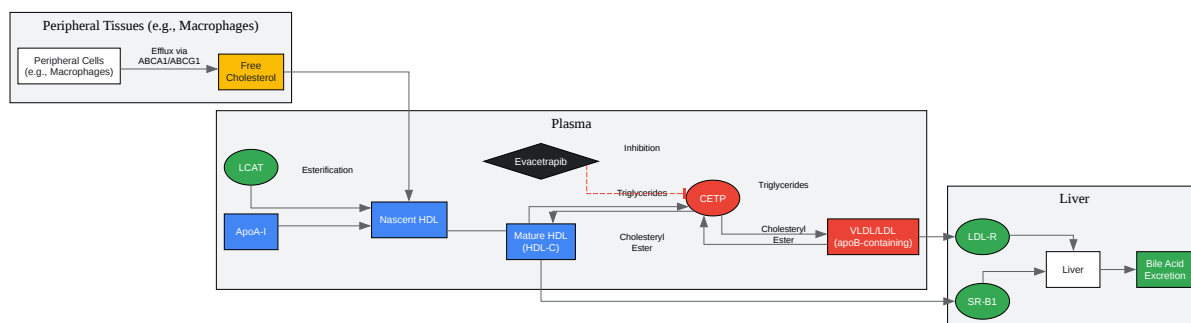 Peripheral Tissues (e.g., Macrophages)
Peripheral Cells
(e.g., Macrophages)
Efflux via
ABCA1/ABCG1
Free
Cholesterol
Plasma
LCAT
Esterification
ApoA-I
Nascent HDL
Evacetrapib
Inhibition
Triglycerides
CETP
Triglycerides
Mature HDL
(HDL-C)
Cholesteryl
Ester
Cholesteryl
Ester
VLDL/LDL
(apoB-containing)
Liver
LDL-R
SR-B1
Liver
Bile Acid
Excretion